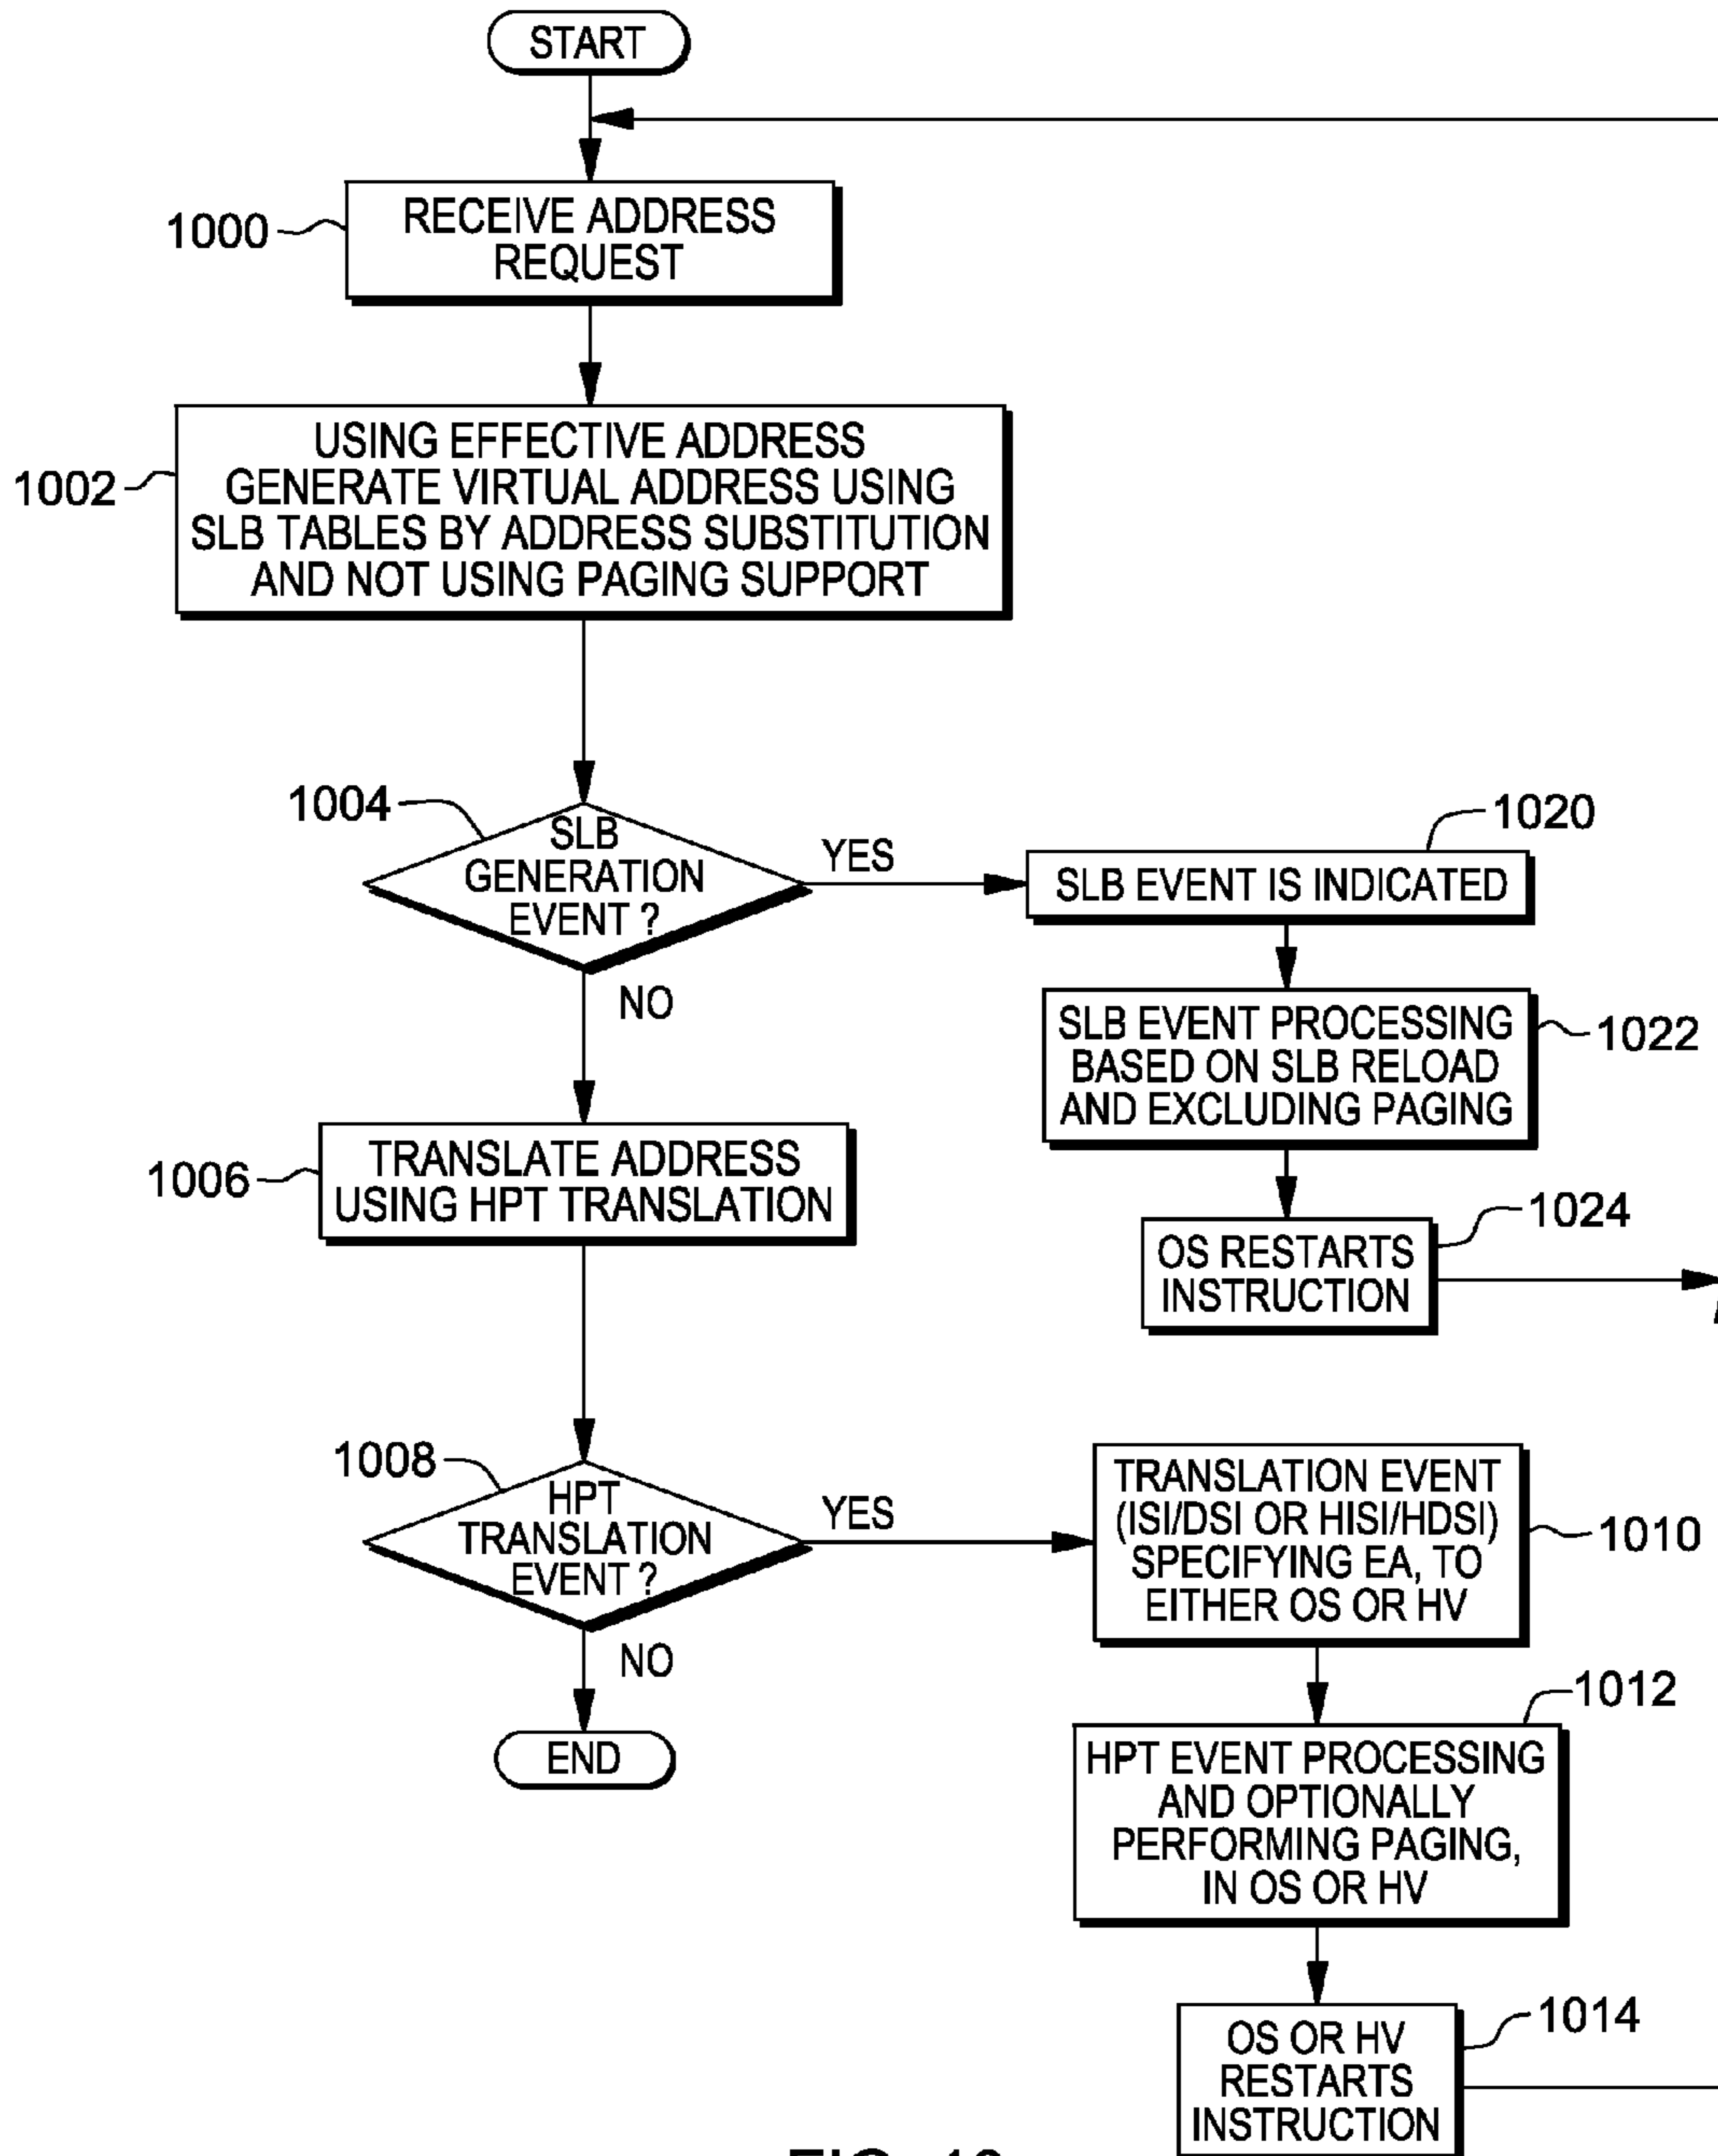 START
1000
RECEIVE ADDRESS
REQUEST
1002
USING EFFECTIVE ADDRESS
GENERATE VIRTUAL ADDRESS USING
SLB TABLES BY ADDRESS SUBSTITUTION
AND NOT USING PAGING SUPPORT
1004
SLB
GENERATION
EVENT ?
YES
NO
1020
SLB EVENT IS INDICATED
SLB EVENT PROCESSING
BASED ON SLB RELOAD
AND EXCLUDING PAGING
1022
1024
OS RESTARTS
INSTRUCTION
1006
TRANSLATE ADDRESS
USING HPT TRANSLATION
1008
HPT
TRANSLATION
EVENT ?
YES
NO
END
TRANSLATION EVENT
(ISI/DSI OR HISI/HDSI)
SPECIFYING EA, TO
EITHER OS OR HV
1010
1012
HPT EVENT PROCESSING
AND OPTIONALLY
PERFORMING PAGING,
IN OS OR HV
1014
OS OR HV
RESTARTS
INSTRUCTION